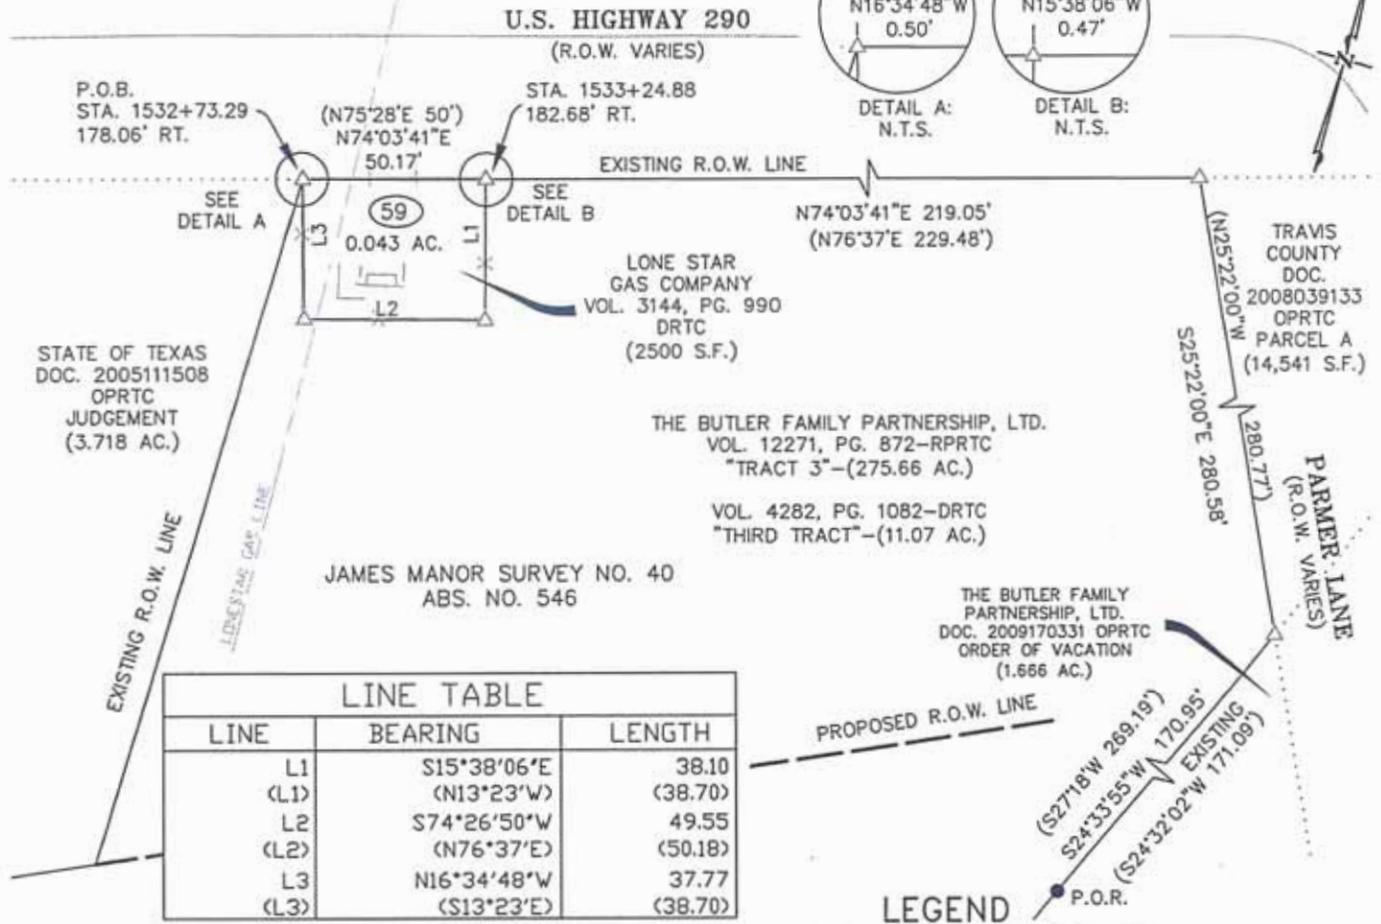 U.S. HIGHWAY 290
(R.O.W. VARIES)
N16°34'48"W
0.50'
DETAIL A:
N.T.S.
N15°38'06"W
0.47'
DETAIL B:
N.T.S.
N
P.O.B.
STA. 1532+73.29
178.06' RT.
(N75°28'E 50')
N74°03'41"E
50.17'
STA. 1533+24.88
182.68' RT.
SEE
DETAIL A
SEE
DETAIL B
EXISTING R.O.W. LINE
N74°03'41"E 219.05'
(N76°37'E 229.48')
59
0.043 AC.
L3
L1
L2
LONE STAR
GAS COMPANY
VOL. 3144, PG. 990
DRTC
(2500 S.F.)
TRAVIS
COUNTY
DOC.
2008039133
OPRTC
PARCEL A
(14,541 S.F.)
(N25°22'00"W
280.77')
S25°22'00"E 280.58'
STATE OF TEXAS
DOC. 2005111508
OPRTC
JUDGEMENT
(3.718 AC.)
THE BUTLER FAMILY PARTNERSHIP, LTD.
VOL. 12271, PG. 872-RPRTC
"TRACT 3"-(275.66 AC.)
VOL. 4282, PG. 1082-DRTC
"THIRD TRACT"-(11.07 AC.)
PARMER LANE
(R.O.W. VARIES)
EXISTING R.O.W. LINE
LONESTAR GAS LINE
JAMES MANOR SURVEY NO. 40
ABS. NO. 546
THE BUTLER FAMILY
PARTNERSHIP, LTD.
DOC. 2009170331 OPRTC
ORDER OF VACATION
(1.666 AC.)
PROPOSED R.O.W. LINE
(S27°18'W 269.19')
S24°33'55"W 170.95'
EXISTING
(S24°32'02"W 171.09')
P.O.R.
LINE TABLE
LINE BEARING LENGTH
L1 S15°38'06"E 38.10
(L1) (N13°23'W) (38.70)
L2 S74°26'50"W 49.55
(L2) (N76°37'E) (50.18)
L3 N16°34'48"W 37.77
(L3) (S13°23'E) (38.70)
LEGEND